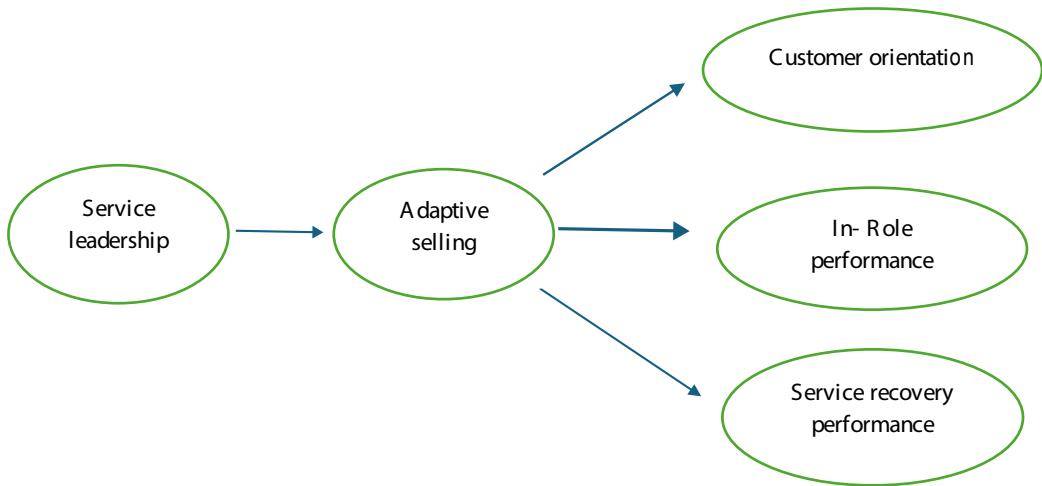 Customer orientation
Service
leadership
Adaptive
selling
In- Role
performance
Service recovery
performance